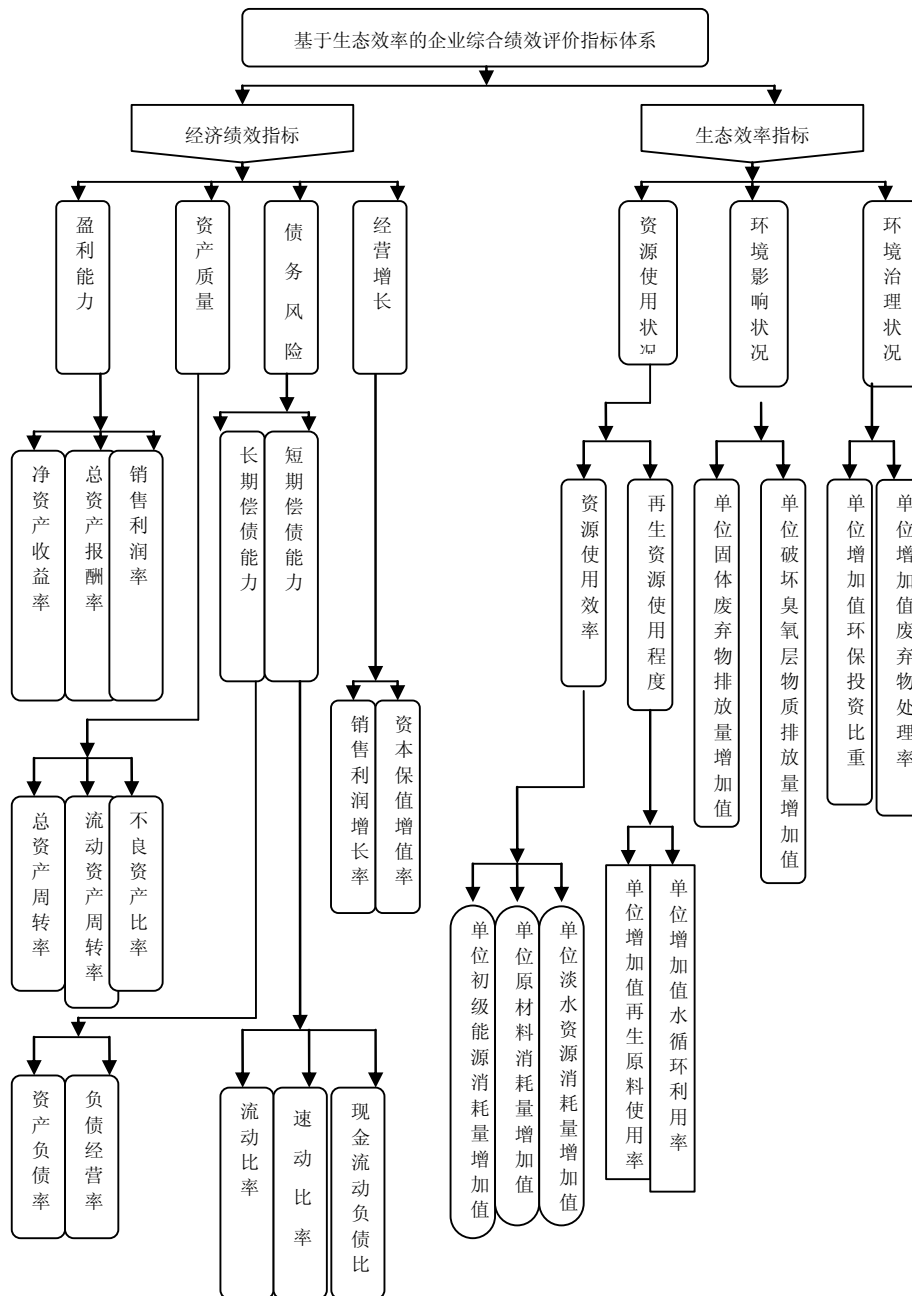 基于生态效率的企业综合绩效评价指标体系
经济绩效指标
生态效率指标
盈利能力
资产质量
债务风险
经营增长
资源使用状况
环境影响状况
环境治理状况
净资产收益率
总资产报酬率
销售利润率
长期偿债能力
短期偿债能力
资源使用效率
再生资源使用程度
单位固体废弃物排放量增加值
单位破坏臭氧层物质排放量增加值
单位增加值环保投资比重
单位增加值废弃物处理率
销售利润增长率
资本保值增值率
总资产周转率
流动资产周转率
不良资产比率
单位初级能源消耗量增加值
单位原材料消耗量增加值
单位淡水资源消耗量增加值
单位增加值再生原料使用率
单位增加值水循环利用率
资产负债率
负债经营率
流动比率
速动比率
现金流动负债比